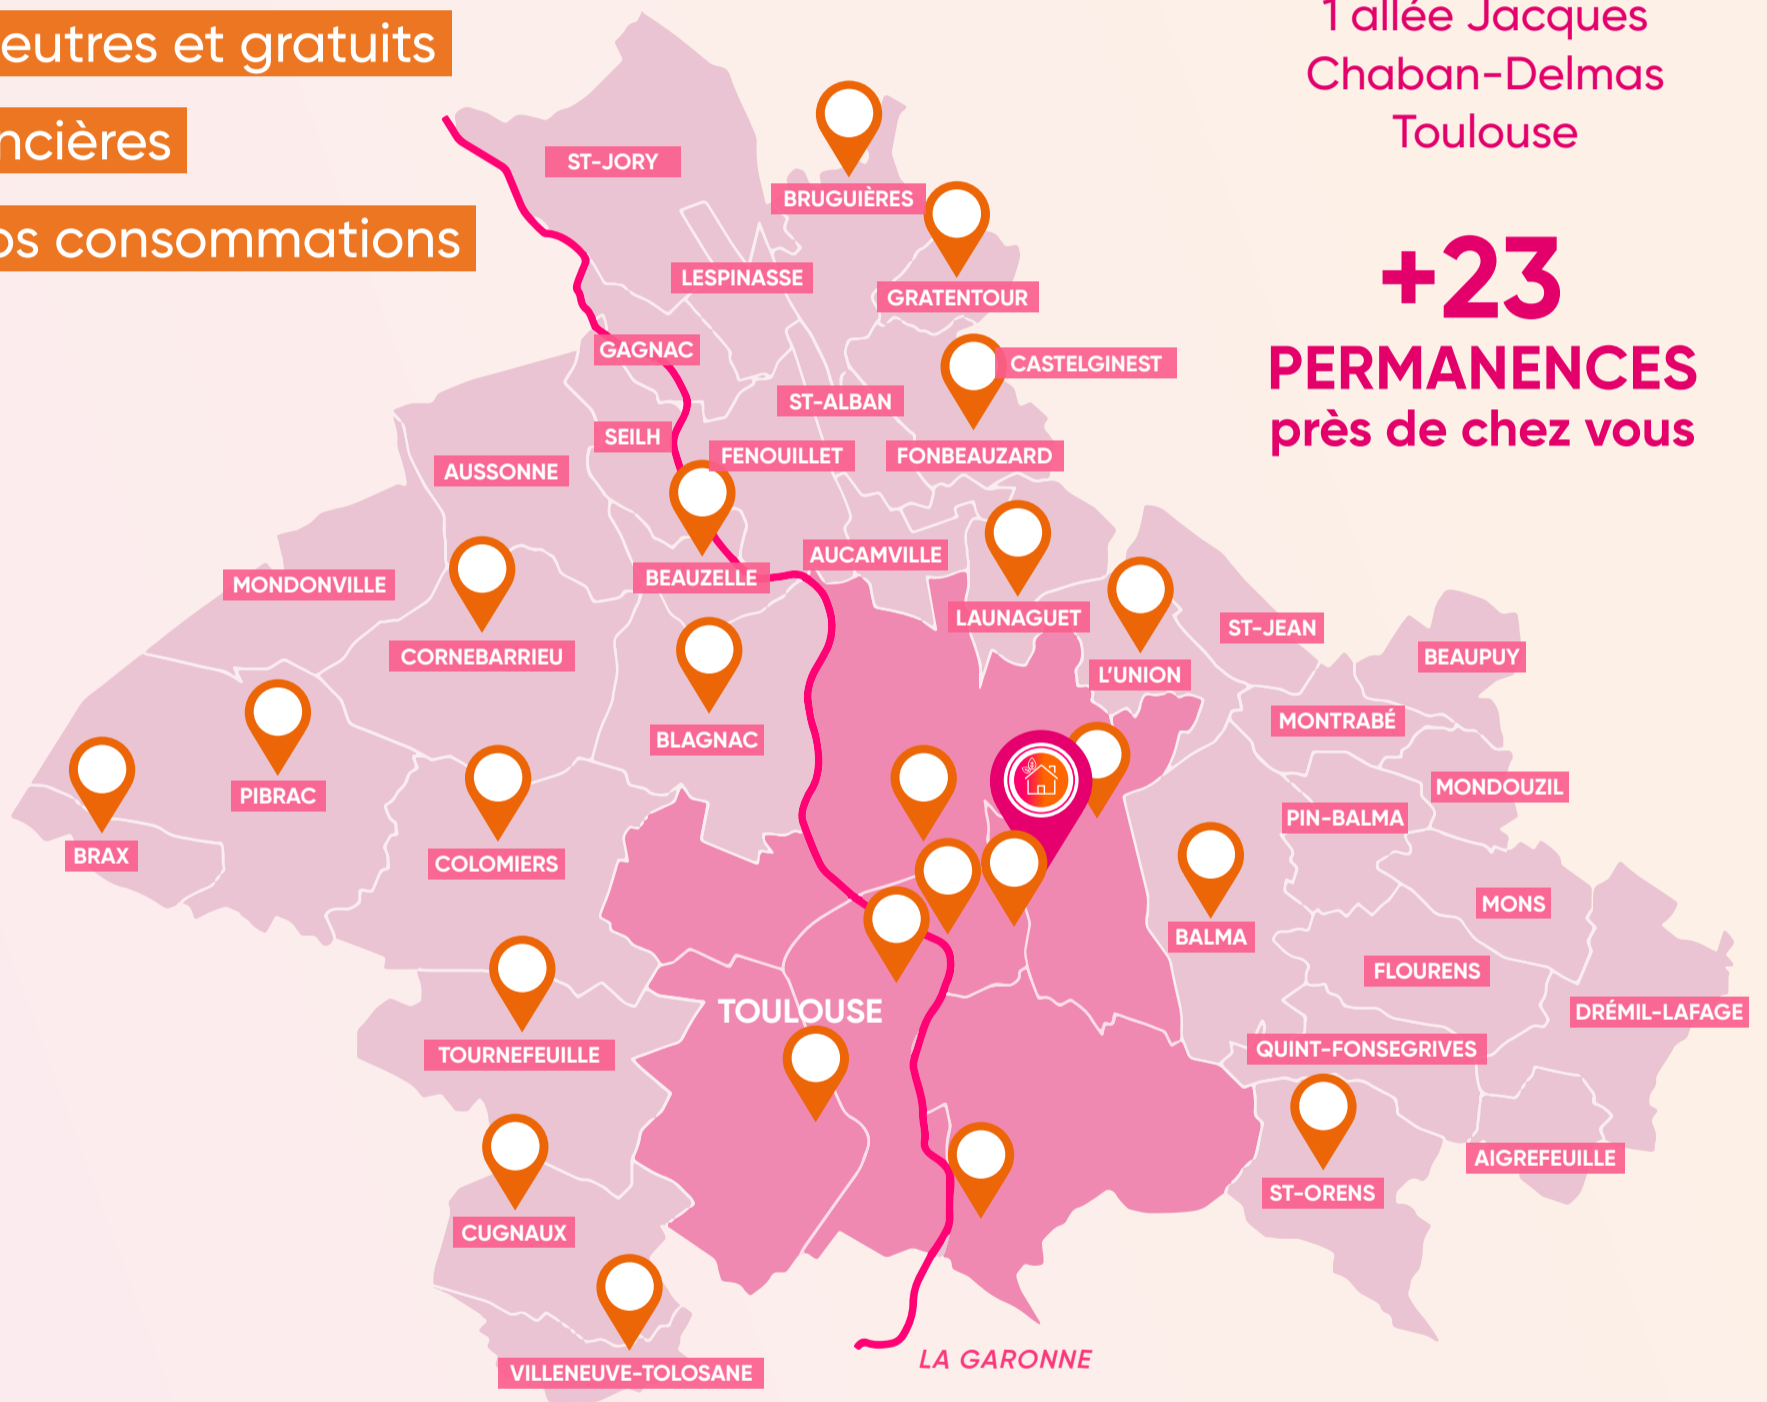 eutres et gratuits
ncières
os consommations
1 allée Jacques
Chaban-Delmas
Toulouse
+23
PERMANENCES
près de chez vous
ST-JORY
BRUGUIÈRES
LESPINASSE
GRATENTOUR
GAGNAC
CASTELGINEST
ST-ALBAN
SEILH
FENOUILLET
FONBEAUZARD
AUSSONNE
AUCAMVILLE
BEAUZELLE
MONDONVILLE
LAUNAGUET
ST-JEAN
CORNEBARRIEU
BEAUPUY
L'UNION
MONTRABÉ
BLAGNAC
MONDOUZIL
PIBRAC
PIN-BALMA
BRAX
COLOMIERS
MONS
BALMA
FLOURENS
TOULOUSE
DRÉMIL-LAFAGE
QUINT-FONSEGRIVES
TOURNEFEUILLE
AIGREFEUILLE
ST-ORENS
CUGNAUX
LA GARONNE
VILLENEUVE-TOLOSANE